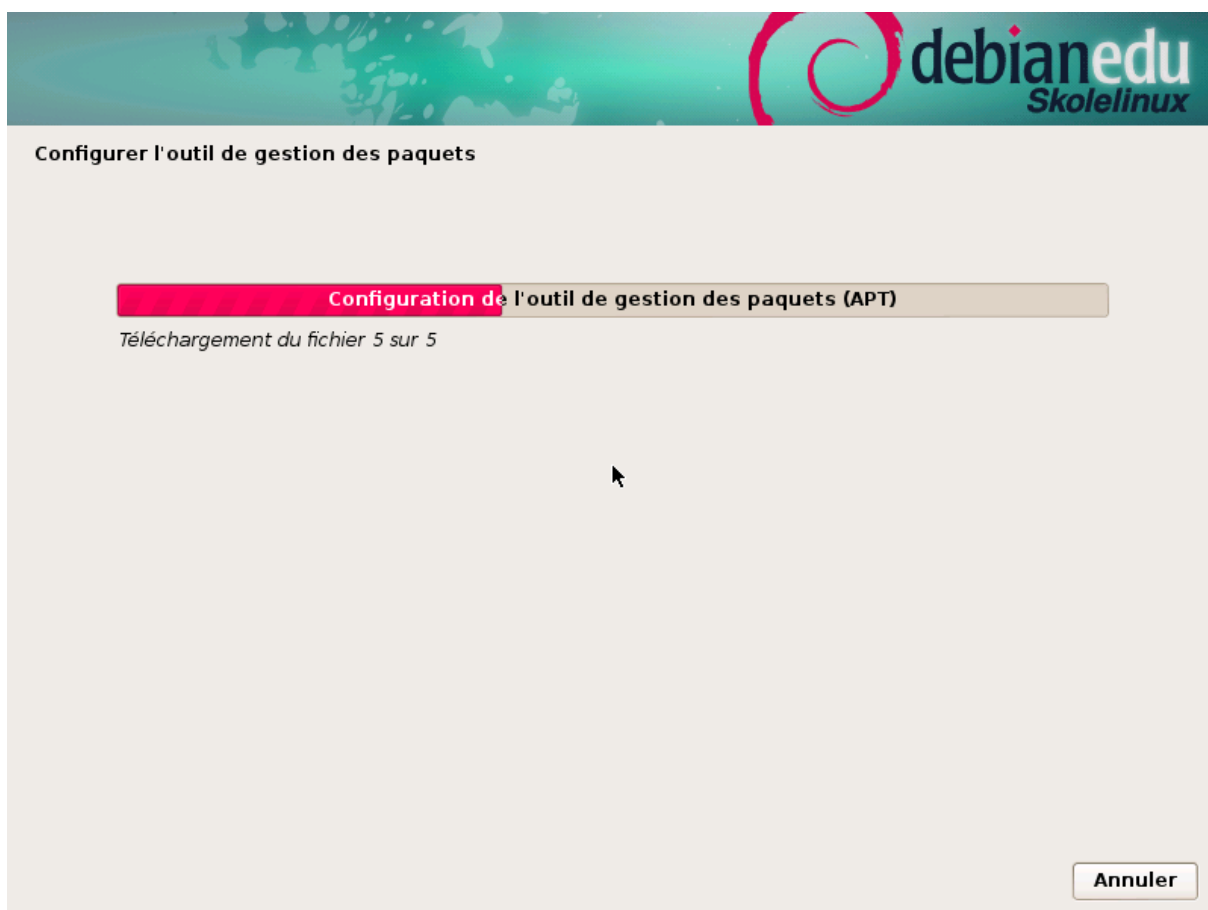 debianedu
Skolelinux
Configurer l'outil de gestion des paquets
Configuration de l'outil de gestion des paquets (APT)
Téléchargement du fichier 5 sur 5
Annuler